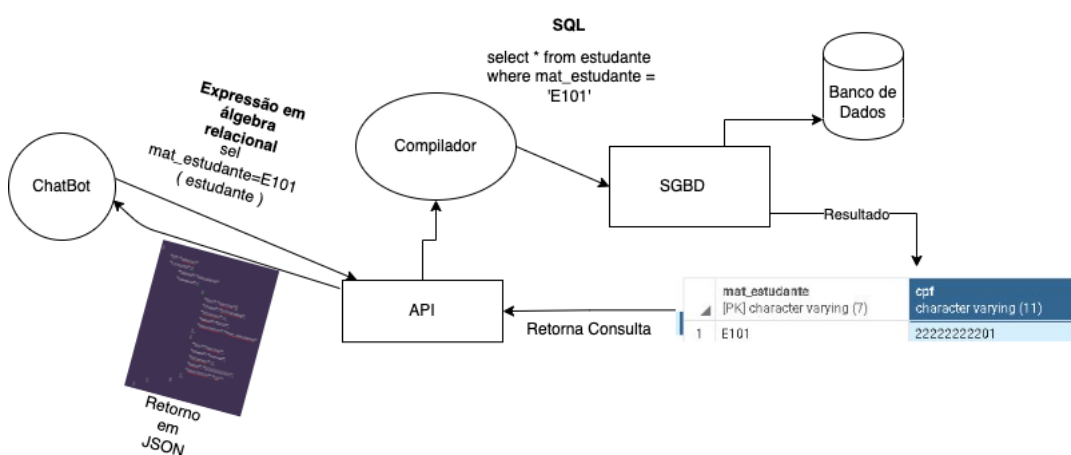 SQL
select * from estudante
where mat_estudante =
'E101'
Banco de
Dados
Expressão em
álgebra
relacional
sel
mat_estudante=E101
( estudante )
Compilador
ChatBot
SGBD
Resultado
API
Retorna Consulta
mat_estudante
[PK] character varying (7)
cpf
character varying (11)
1 E101 22222222201
Retorno
em
JSON